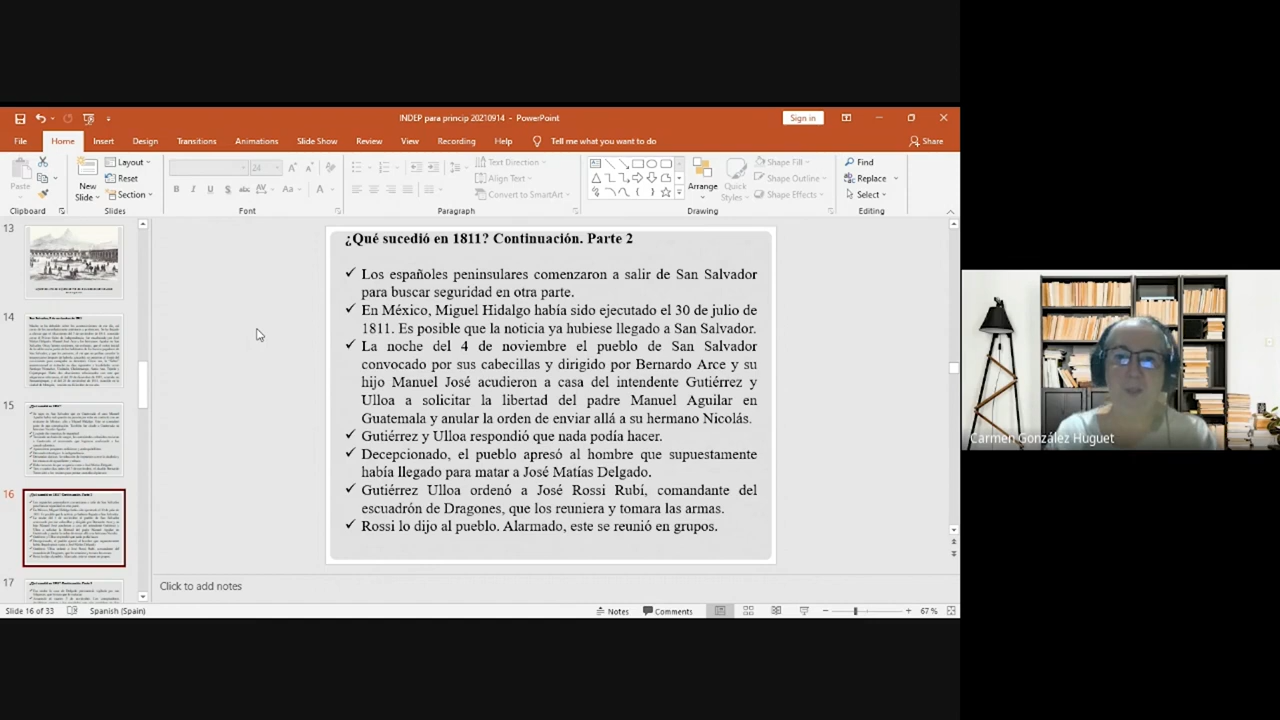 INDEP para princip 20210914 - PowerPoint
Sign in
File Home Insert Design Transitions Animations Slide Show Review View Recording Help Tell me what you want to do
Share
Paste
Clipboard
New Slide
Layout
Reset
Section
Slides
24
Font
Text Direction
Align Text
Convert to SmartArt
Paragraph
Arrange
Quick Styles
Shape Fill
Shape Outline
Shape Effects
Drawing
Find
Replace
Select
Editing
13
14
15
16
17
¿Qué sucedió en 1811? Continuación. Parte 2
✓ Los españoles peninsulares comenzaron a salir de San Salvador
para buscar seguridad en otra parte.
✓ En México, Miguel Hidalgo había sido ejecutado el 30 de julio de
1811. Es posible que la noticia ya hubiese llegado a San Salvador.
✓ La noche del 4 de noviembre el pueblo de San Salvador
convocado por sus cabecillas y dirigido por Bernardo Arce y su
hijo Manuel José acudieron a casa del intendente Gutiérrez y
Ulloa a solicitar la libertad del padre Manuel Aguilar en
Guatemala y anular la orden de enviar allá a su hermano Nicolás.
✓ Gutiérrez y Ulloa respondió que nada podía hacer.
✓ Decepcionado, el pueblo apresó al hombre que supuestamente
había llegado para matar a José Matías Delgado.
✓ Gutiérrez Ulloa ordenó a José Rossi Rubí, comandante del
escuadrón de Dragones, que los reuniera y tomara las armas.
✓ Rossi lo dijo al pueblo. Alarmado, este se reunió en grupos.
Click to add notes
Slide 16 of 33 Spanish (Spain) Notes Comments 67 %
Carmen González Huguet